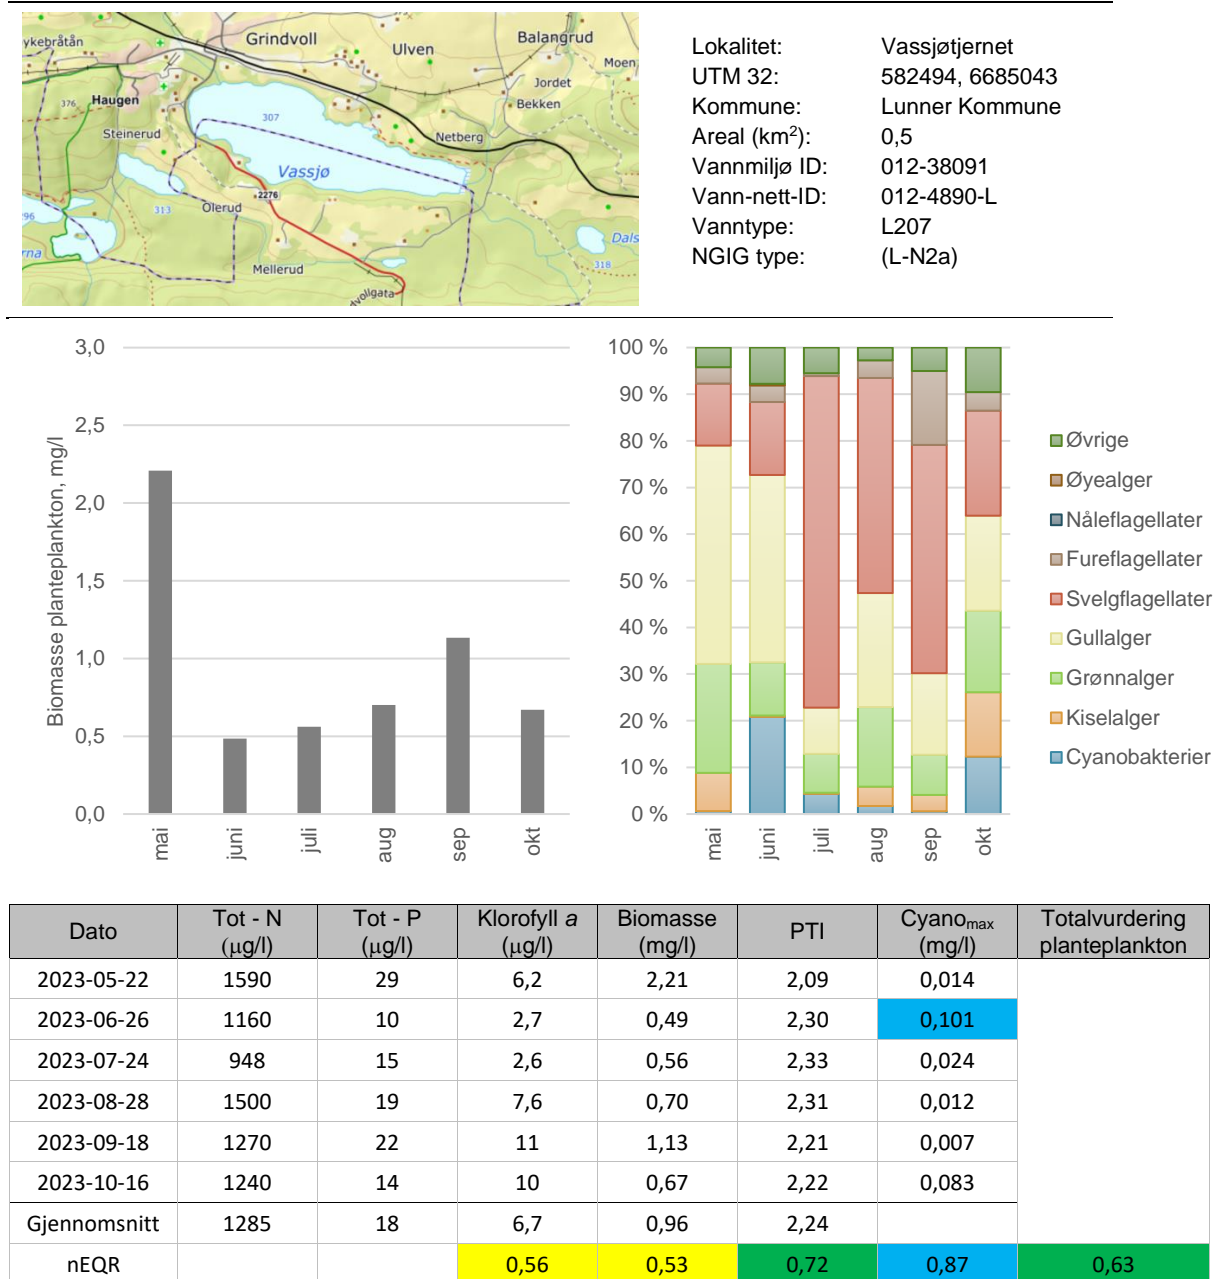 ykebråtån
Grindvoll
Ulven
Balangrud
Moen
Jordet
376
Haugen
307
Bekken
Steinerud
Netberg
Vassjø
2276
296
313
Olerud
Dals
rna
Mellerud
318
dvollgata
Lokalitet: Vassjøtjernet
UTM 32: 582494, 6685043
Kommune: Lunner Kommune
Areal (km²): 0,5
Vannmiljø ID: 012-38091
Vann-nett-ID: 012-4890-L
Vanntype: L207
NGIG type: (L-N2a)
Biomasse planteplankton, mg/l
3,0
2,5
2,0
1,5
1,0
0,5
0,0
mai juni juli aug sep okt
100 %
90 %
80 %
70 %
60 %
50 %
40 %
30 %
20 %
10 %
0 %
mai juni juli aug sep okt
Øvrige
Øyealger
Nåleflagellater
Fureflagellater
Svelgflagellater
Gullalger
Grønnalger
Kiselalger
Cyanobakterier
Dato Tot - N (µg/l) Tot - P (µg/l) Klorofyll a (µg/l) Biomasse (mg/l) PTI Cyanomax (mg/l) Totalvurdering planteplankton
2023-05-22 1590 29 6,2 2,21 2,09 0,014
2023-06-26 1160 10 2,7 0,49 2,30 0,101
2023-07-24 948 15 2,6 0,56 2,33 0,024
2023-08-28 1500 19 7,6 0,70 2,31 0,012
2023-09-18 1270 22 11 1,13 2,21 0,007
2023-10-16 1240 14 10 0,67 2,22 0,083
Gjennomsnitt 1285 18 6,7 0,96 2,24
nEQR 0,56 0,53 0,72 0,87 0,63